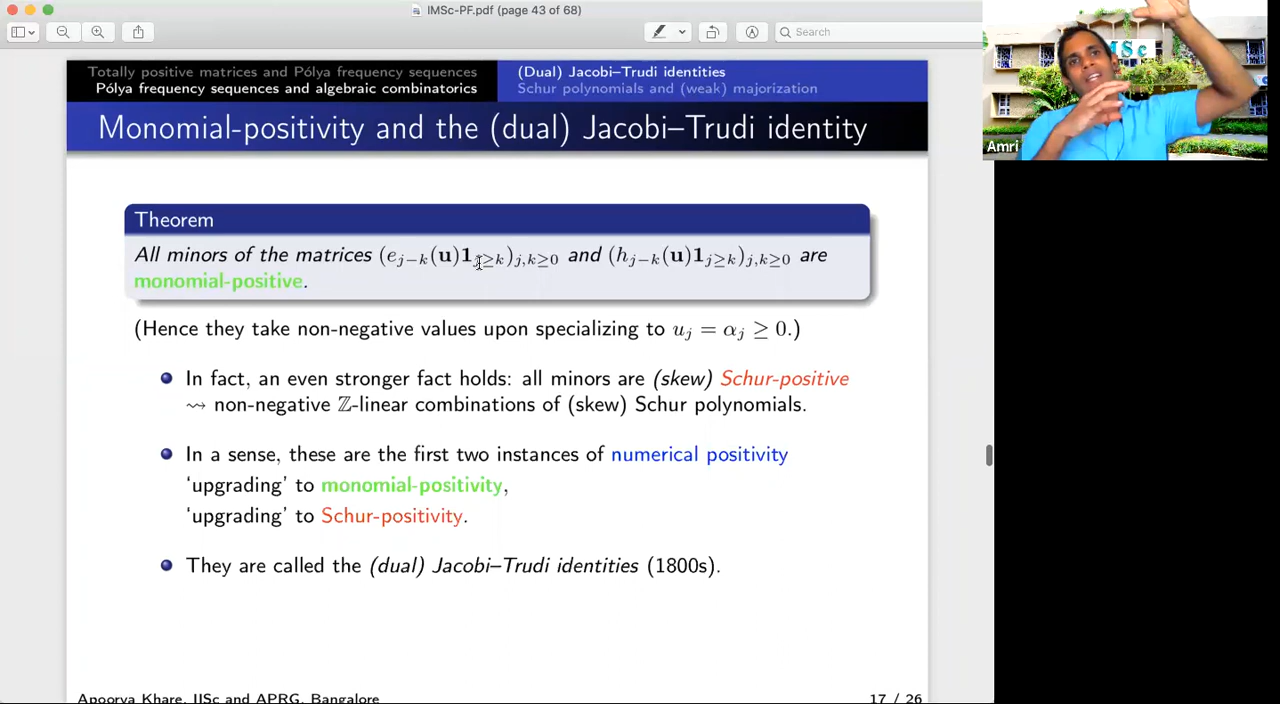 IMSc-PF.pdf (page 43 of 68)
Search
Totally positive matrices and Pólya frequency sequences
Pólya frequency sequences and algebraic combinatorics
(Dual) Jacobi–Trudi identities
Schur polynomials and (weak) majorization
Monomial-positivity and the (dual) Jacobi–Trudi identity
Theorem
All minors of the matrices (e_{j−k}(u)1_{j≥k})_{j,k≥0} and (h_{j−k}(u)1_{j≥k})_{j,k≥0} are
monomial-positive.
(Hence they take non-negative values upon specializing to u_j = α_j ≥ 0.)
In fact, an even stronger fact holds: all minors are (skew) Schur-positive
⇝ non-negative ℤ-linear combinations of (skew) Schur polynomials.
In a sense, these are the first two instances of numerical positivity
‘upgrading’ to monomial-positivity,
‘upgrading’ to Schur-positivity.
They are called the (dual) Jacobi–Trudi identities (1800s).
Apoorva Khare, IISc and APRG, Bangalore
17 / 26
MSc
Amri